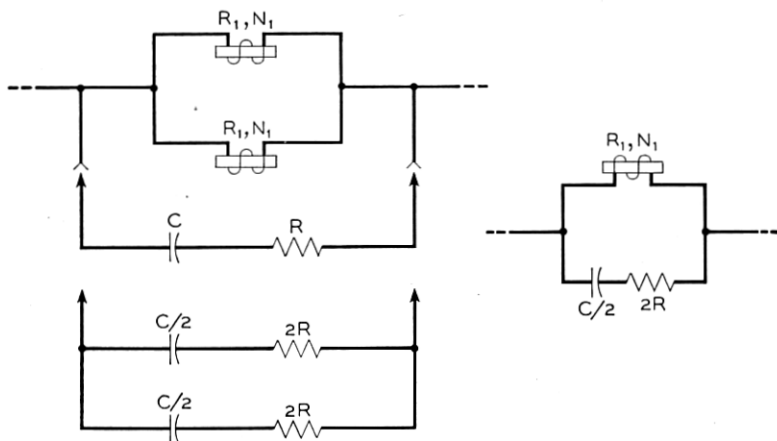 R₁, N₁
R₁, N₁
C R
C/2 2R
C/2 2R
R₁, N₁
C/2 2R